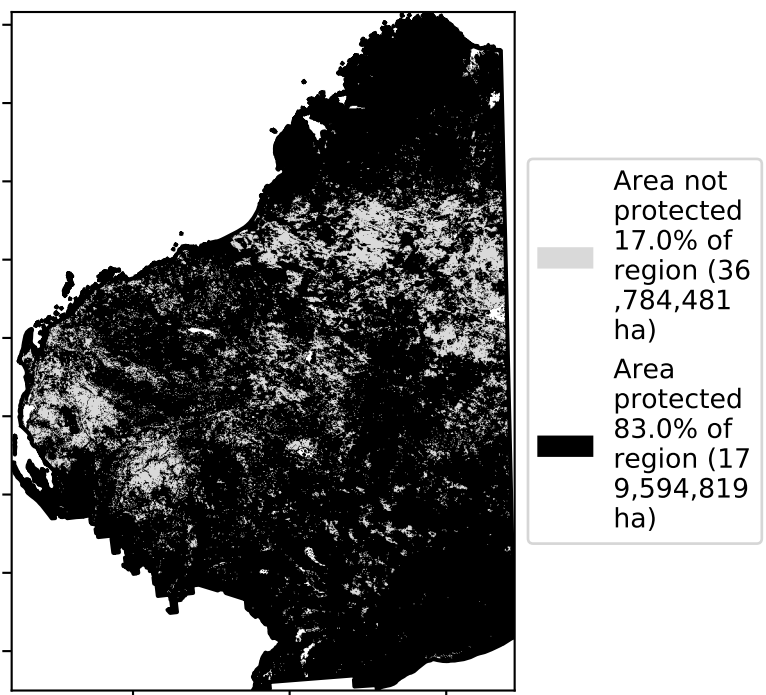 Area not
protected
17.0% of
region (36
,784,481
ha)
Area
protected
83.0% of
region (17
9,594,819
ha)